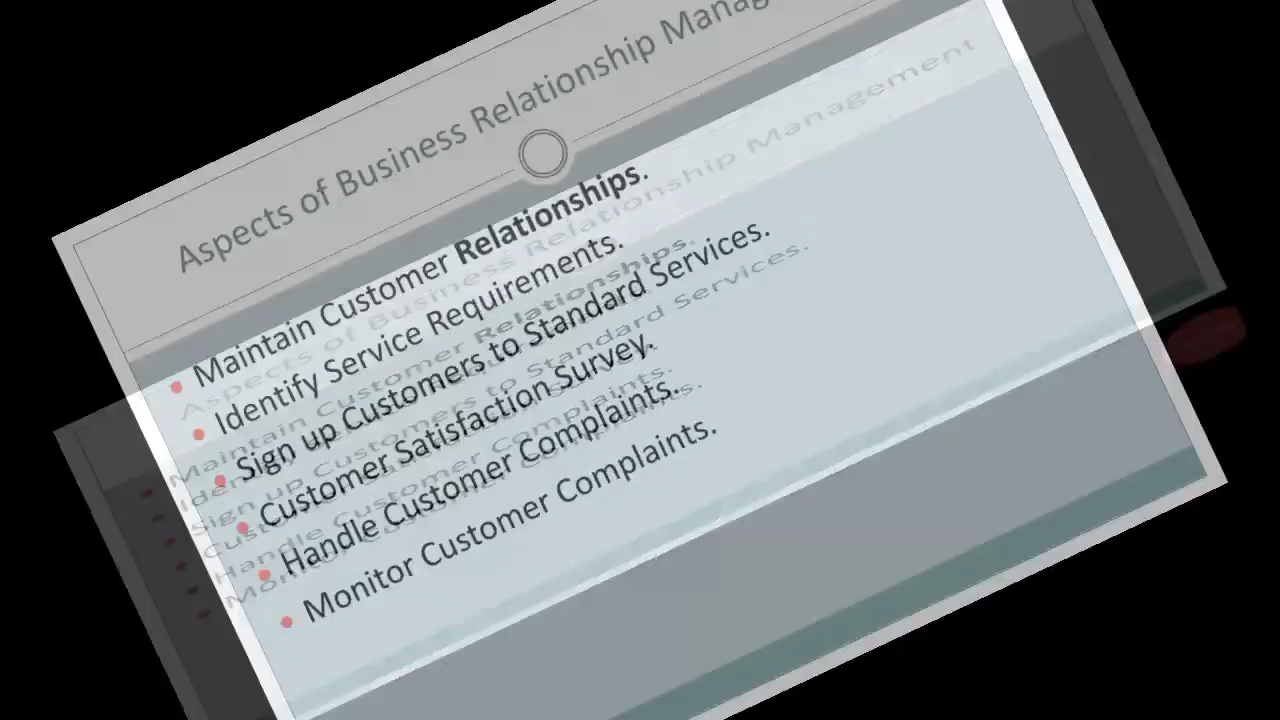 Aspects of Business Relationship Management
Maintain Customer Relationships.
Identify Service Requirements.
Sign up Customers to Standard Services.
Customer Satisfaction Survey.
Handle Customer Complaints.
Monitor Customer Complaints.